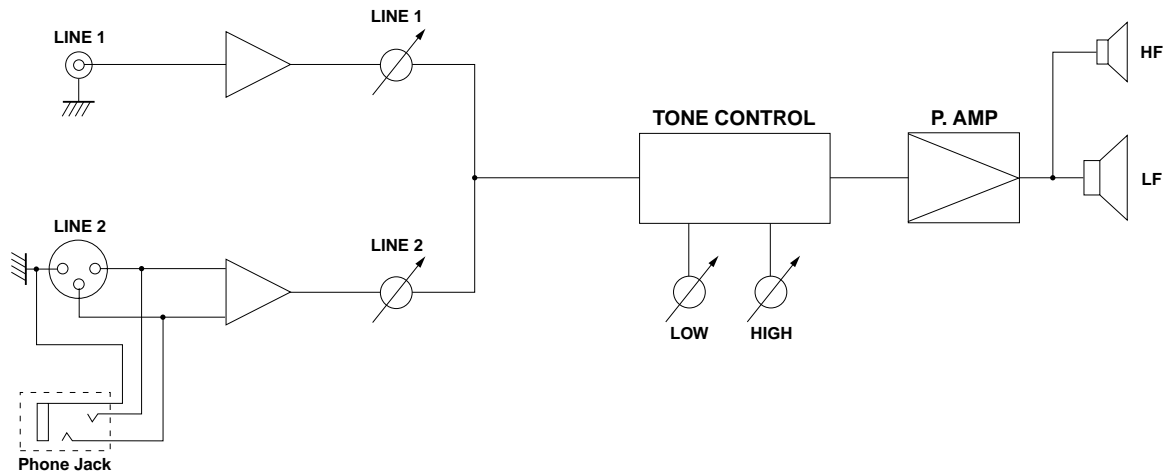 LINE 1
LINE 1
HF
TONE CONTROL
P. AMP
LF
LINE 2
LINE 2
LOW
HIGH
Phone Jack